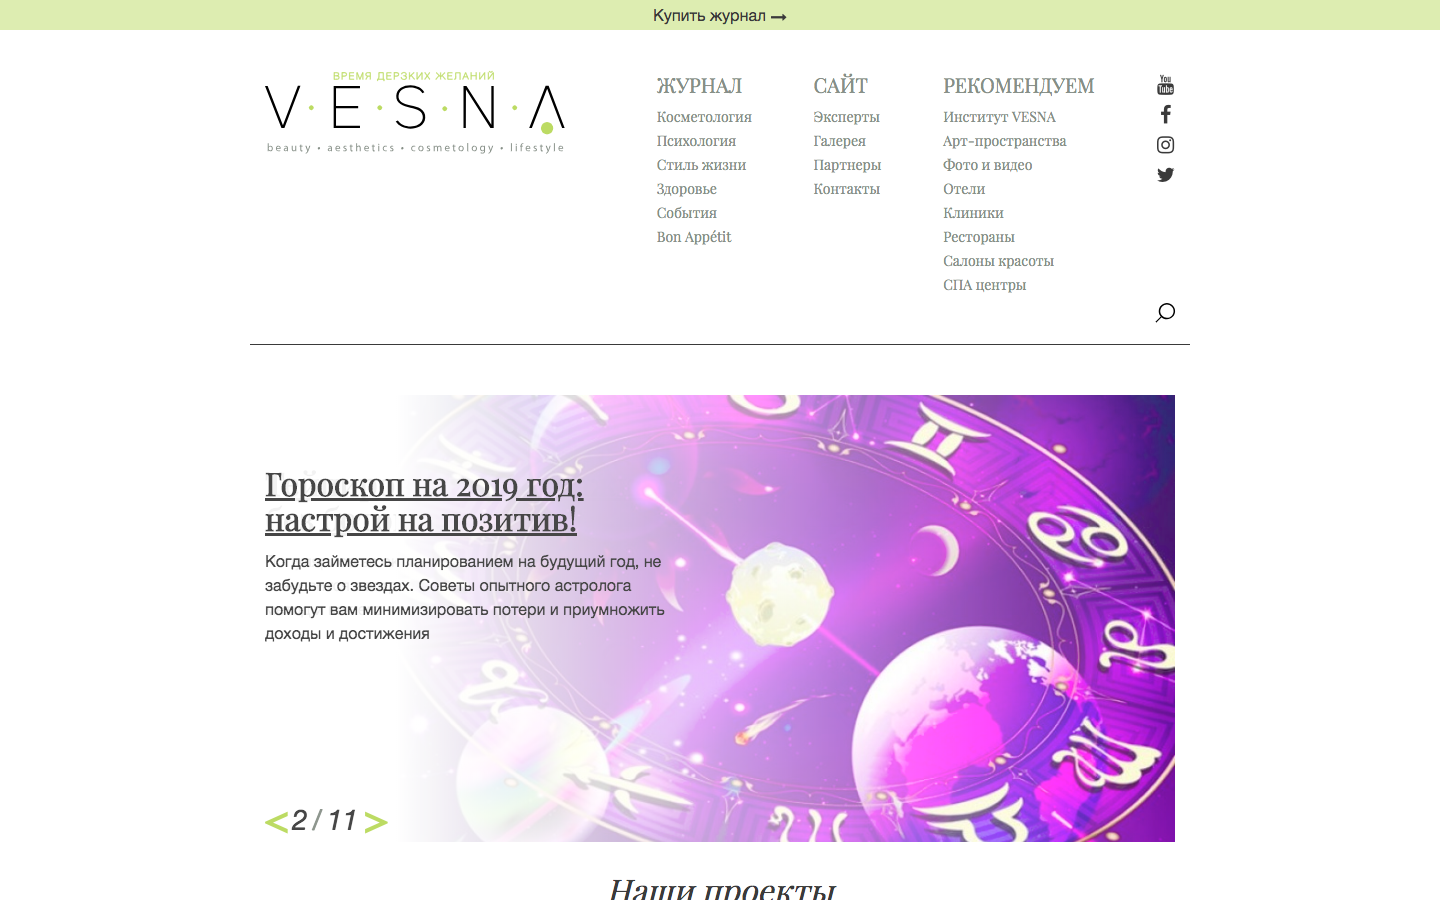 Купить журнал →
ВРЕМЯ ДЕРЗКИХ ЖЕЛАНИЙ
V·E·S·N·A
beauty • aesthetics • cosmetology • lifestyle
ЖУРНАЛ
Косметология
Психология
Стиль жизни
Здоровье
События
Bon Appétit
САЙТ
Эксперты
Галерея
Партнеры
Контакты
РЕКОМЕНДУЕМ
Институт VESNA
Арт-пространства
Фото и видео
Отели
Клиники
Рестораны
Салоны красоты
СПА центры
You Tube
Гороскоп на 2019 год:
настрой на позитив!
Когда займетесь планированием на будущий год, не
забудьте о звездах. Советы опытного астролога
помогут вам минимизировать потери и приумножить
доходы и достижения
< 2 / 11 >
Наши проекты